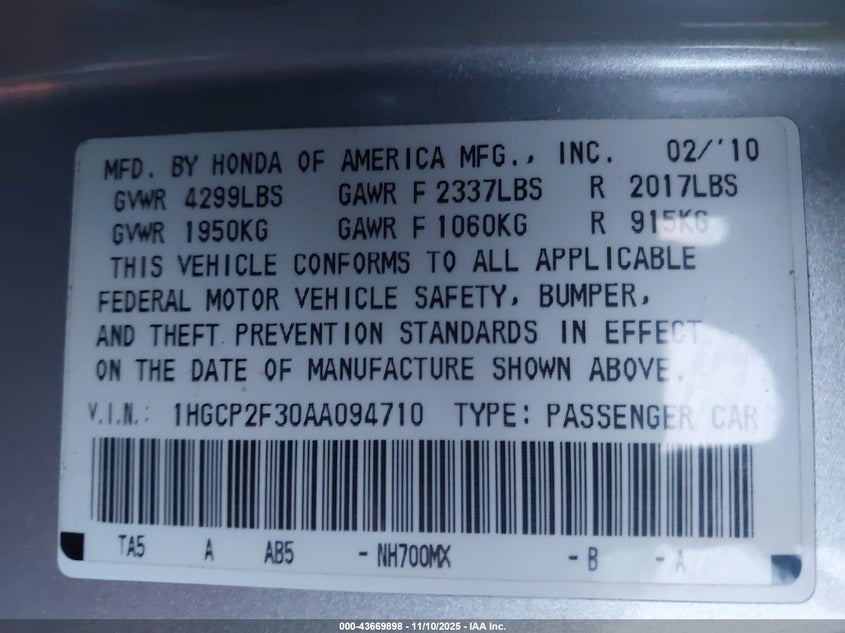 MFD. BY HONDA OF AMERICA MFG., INC. 02/'10
GVWR 4299LBS GAWR F 2337LBS R 2017LBS
GVWR 1950KG GAWR F 1060KG R 915KG
THIS VEHICLE CONFORMS TO ALL APPLICABLE
FEDERAL MOTOR VEHICLE SAFETY, BUMPER,
AND THEFT PREVENTION STANDARDS IN EFFECT
ON THE DATE OF MANUFACTURE SHOWN ABOVE.
V.I.N.: 1HGCP2F30AA094710 TYPE: PASSENGER CAR
TA5 A AB5 - NH700MX - B - A
000-43669898 - 11/10/2025 - IAA Inc.